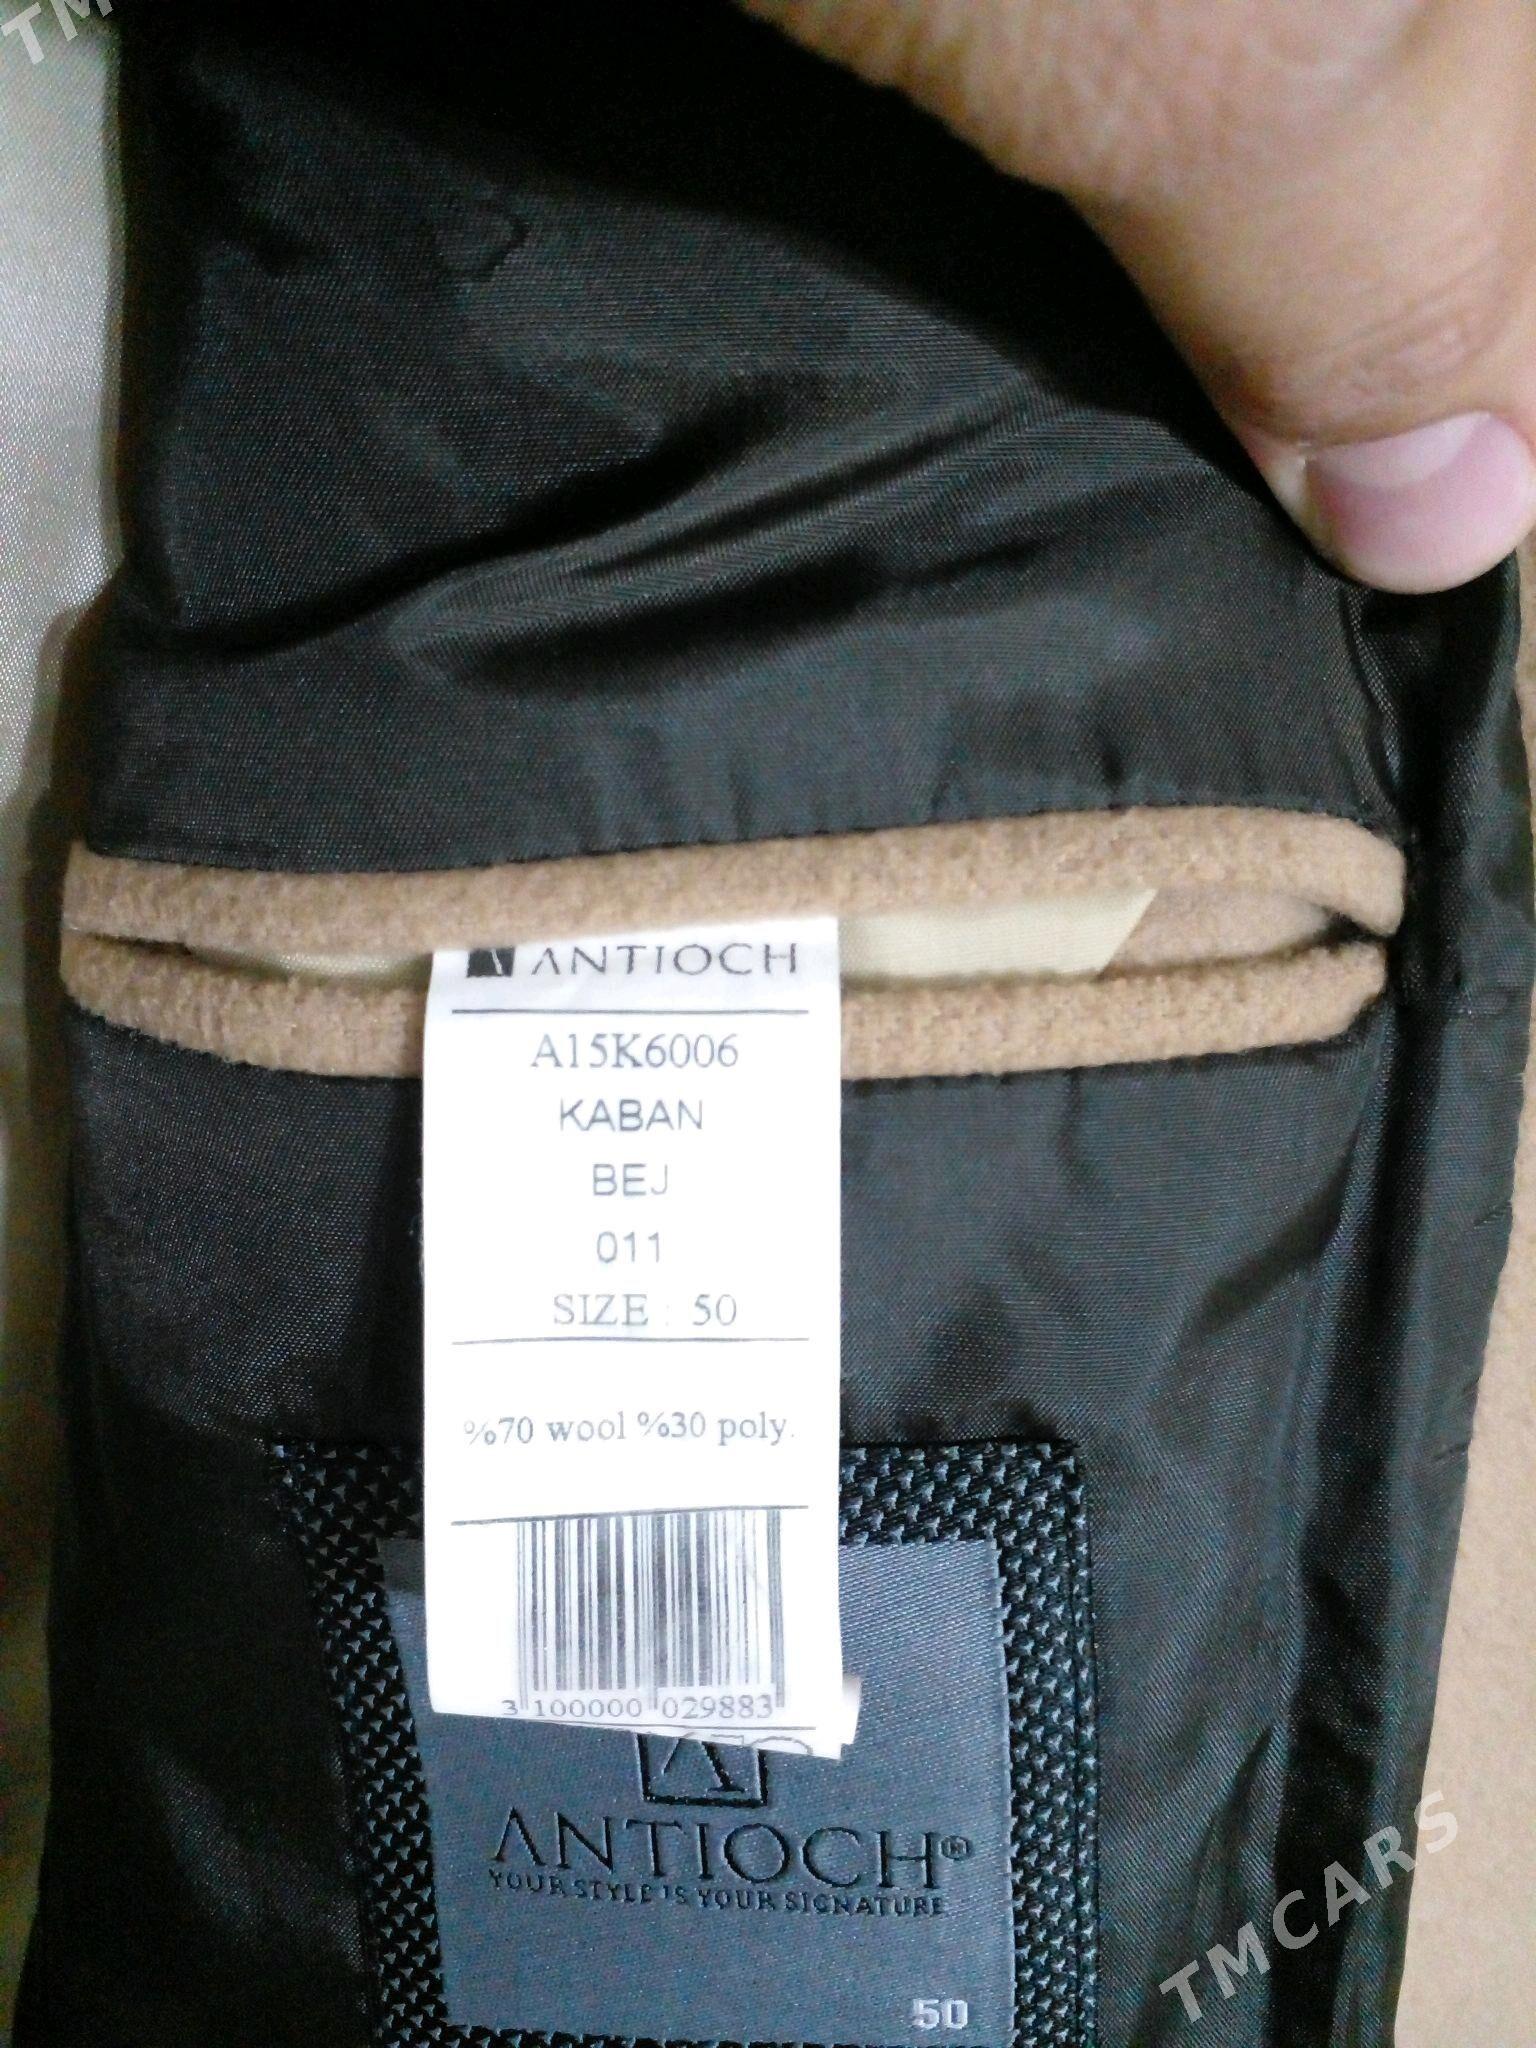 ANTIOCH
A15K6006
KABAN
BEJ
011
SIZE : 50
%70 wool %30 poly.
3 100000 029883
ANTIOCH®
YOUR STYLE IS YOUR SIGNATURE
50
TMCARS